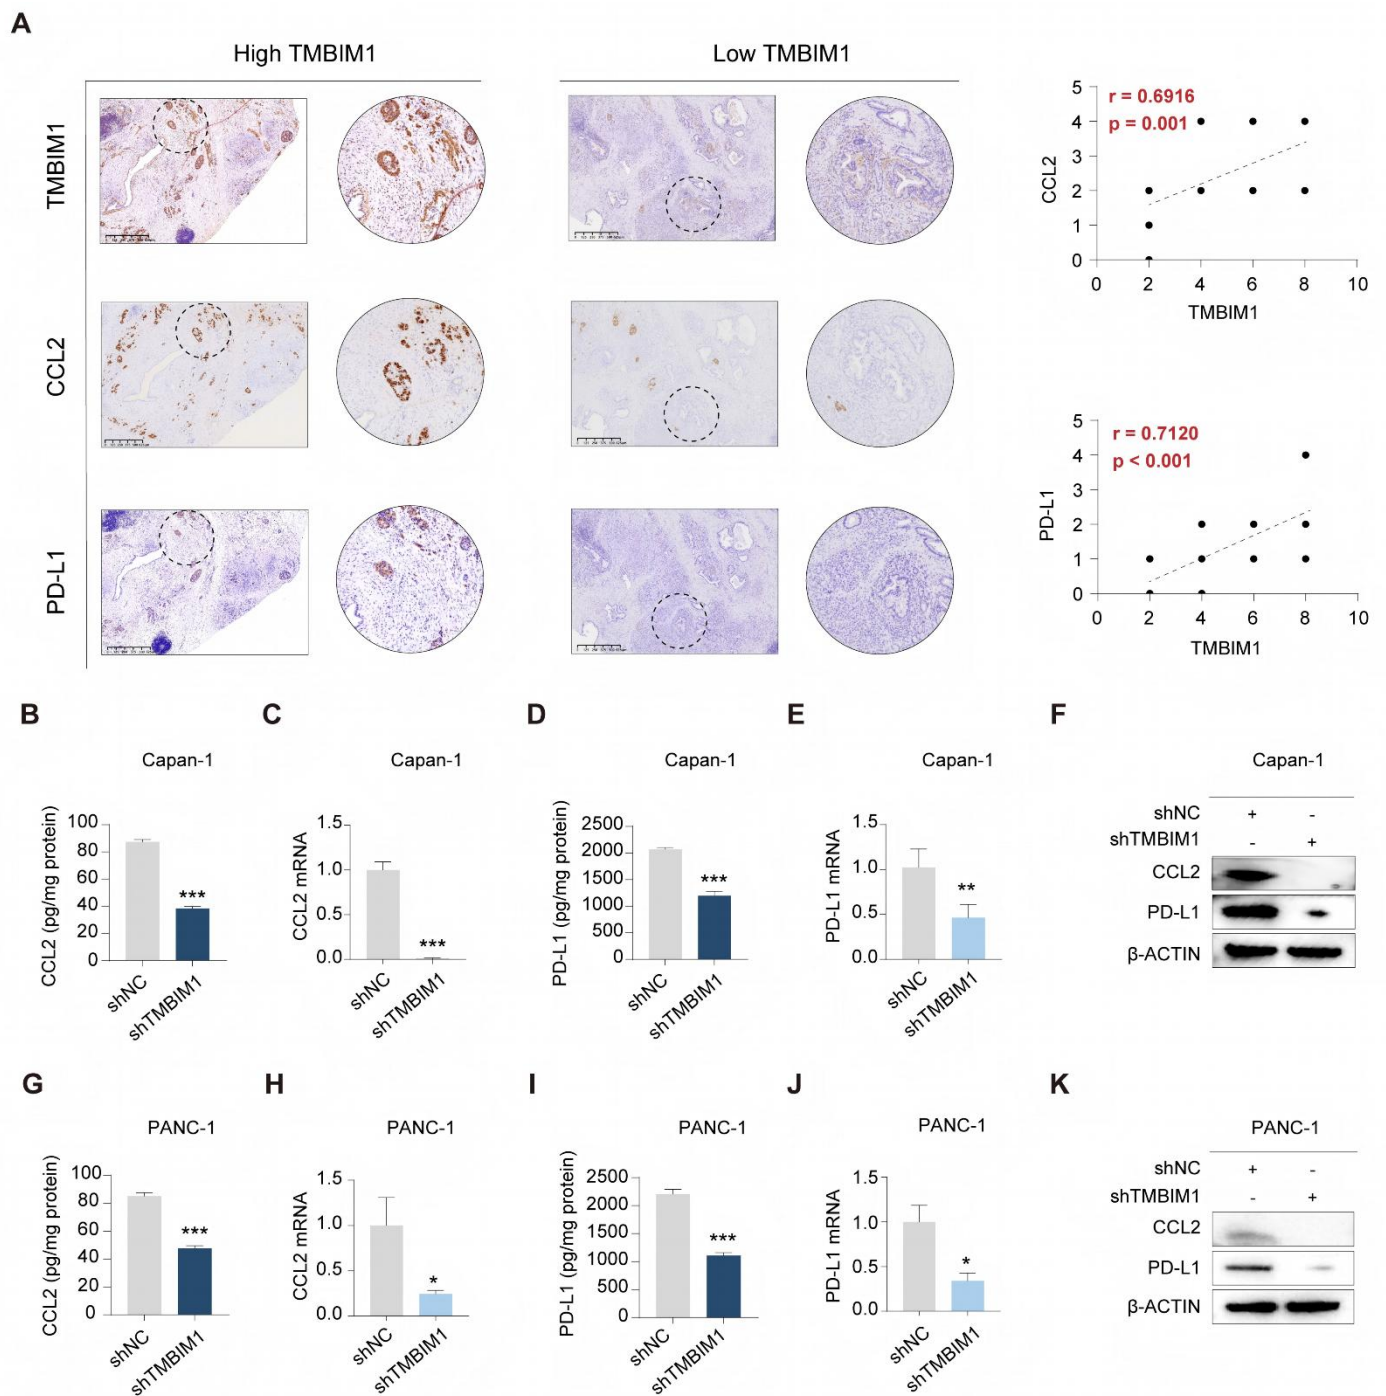 A
High TMBIM1
Low TMBIM1
TMBIM1
CCL2
PD-L1
5
4
3
2
1
0
CCL2
r = 0.6916
p = 0.001
0 2 4 6 8 10
TMBIM1
5
4
3
2
1
0
PD-L1
r = 0.7120
p < 0.001
0 2 4 6 8 10
TMBIM1
B
Capan-1
CCL2 (pg/mg protein)
100
80
60
40
20
0
***
shNC
shTMBIM1
C
Capan-1
CCL2 mRNA
1.5
1.0
0.5
0.0
***
shNC
shTMBIM1
D
Capan-1
PD-L1 (pg/mg protein)
2500
2000
1500
1000
500
0
***
shNC
shTMBIM1
E
Capan-1
PD-L1 mRNA
1.5
1.0
0.5
0.0
**
shNC
shTMBIM1
F
Capan-1
shNC + -
shTMBIM1 - +
CCL2
PD-L1
β-ACTIN
G
PANC-1
CCL2 (pg/mg protein)
100
80
60
40
20
0
***
shNC
shTMBIM1
H
PANC-1
CCL2 mRNA
1.5
1.0
0.5
0.0
*
shNC
shTMBIM1
I
PANC-1
PD-L1 (pg/mg protein)
2500
2000
1500
1000
500
0
***
shNC
shTMBIM1
J
PANC-1
PD-L1 mRNA
1.5
1.0
0.5
0.0
*
shNC
shTMBIM1
K
PANC-1
shNC + -
shTMBIM1 - +
CCL2
PD-L1
β-ACTIN